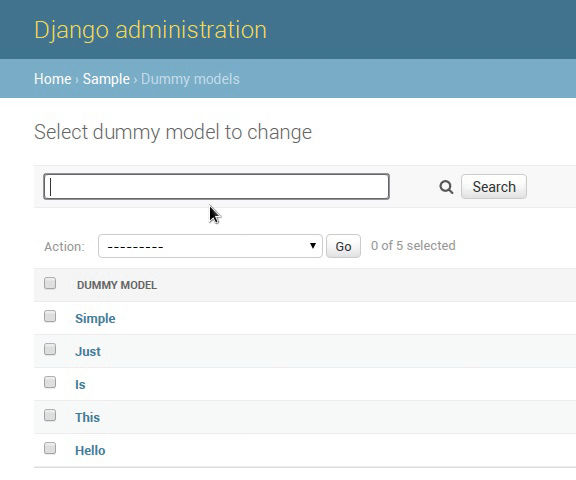 Django administration
Home › Sample › Dummy models
Select dummy model to change
Search
Action: --------- Go 0 of 5 selected
DUMMY MODEL
Simple
Just
Is
This
Hello